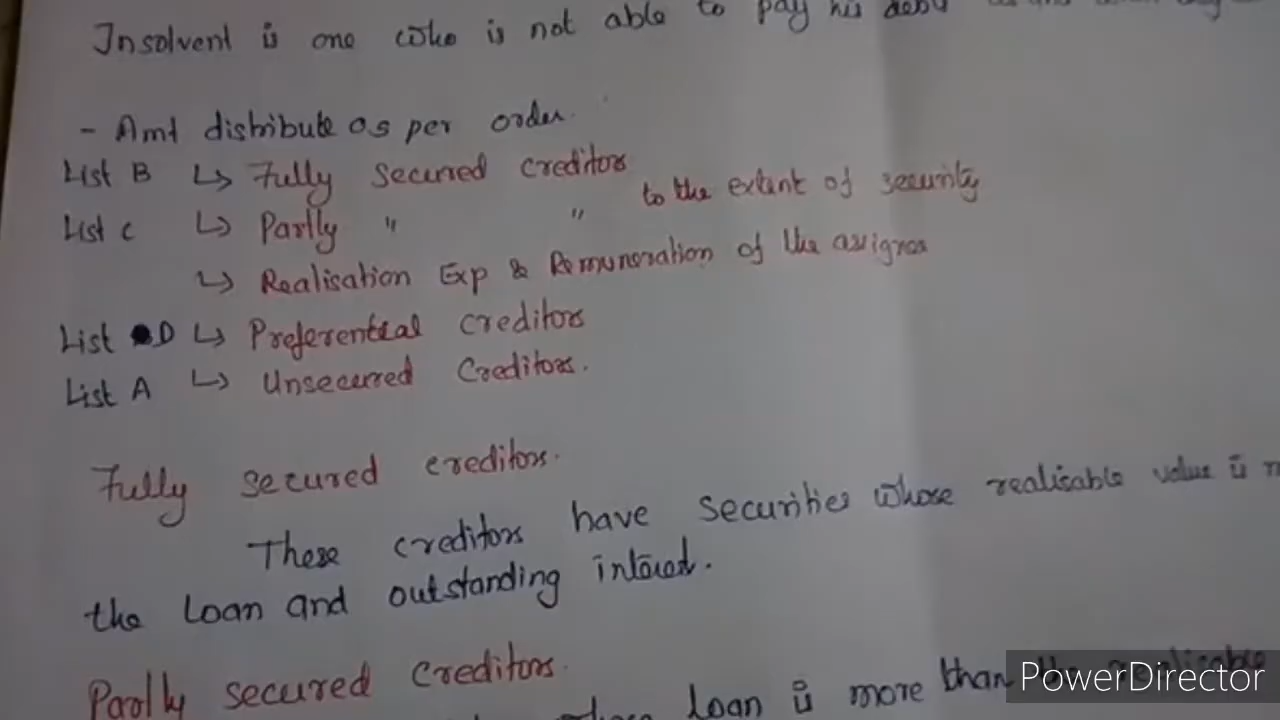 Insolvent is one who is not able to pay his debt
- Amt distribute as per order.
List B ↳ Fully Secured Creditors
List C ↳ Partly " " to the extent of security
↳ Realisation Exp & Remuneration of the assignee
List D ↳ Preferential Creditors
List A ↳ Unsecured Creditors.
Fully secured creditors.
These creditors have securities whose realisable value is
the loan and outstanding interest.
Partly secured creditors.
loan is more than the realisable
PowerDirector